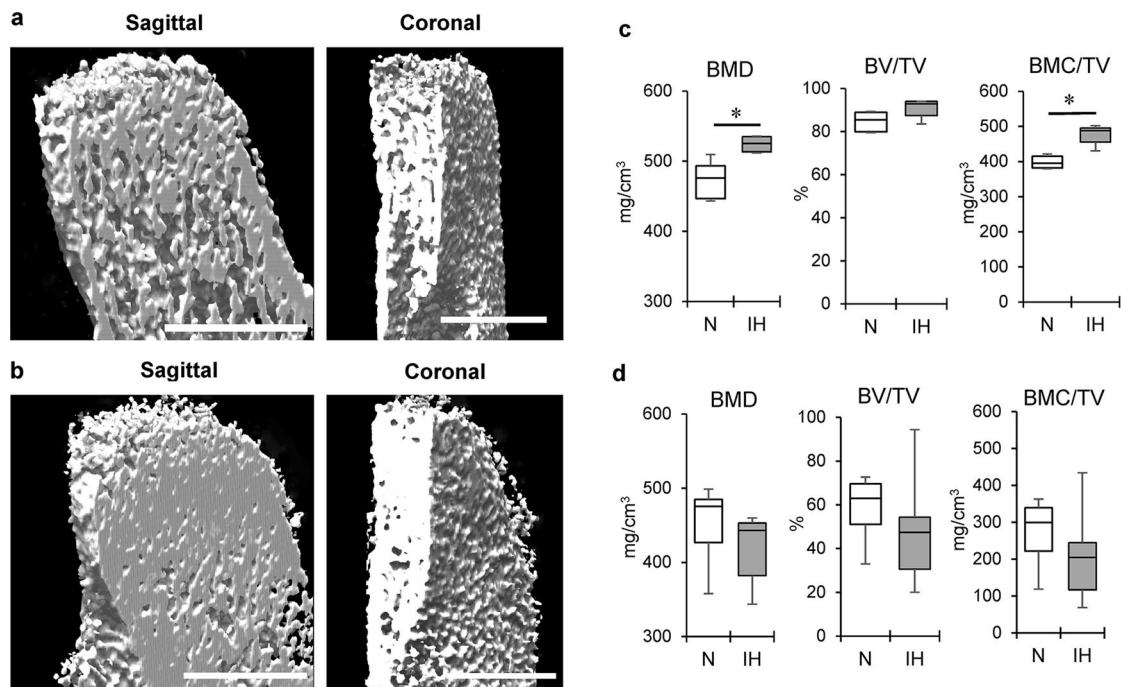 a
Sagittal
Coronal
b
Sagittal
Coronal
c
BMD
BV/TV
BMC/TV
600
500
400
300
mg/cm³
*
N
IH
100
80
60
40
20
0
%
N
IH
600
500
400
300
200
100
0
mg/cm³
*
N
IH
d
BMD
BV/TV
BMC/TV
600
500
400
300
mg/cm³
N
IH
100
80
60
40
20
0
%
N
IH
600
500
400
300
200
100
0
mg/cm³
N
IH